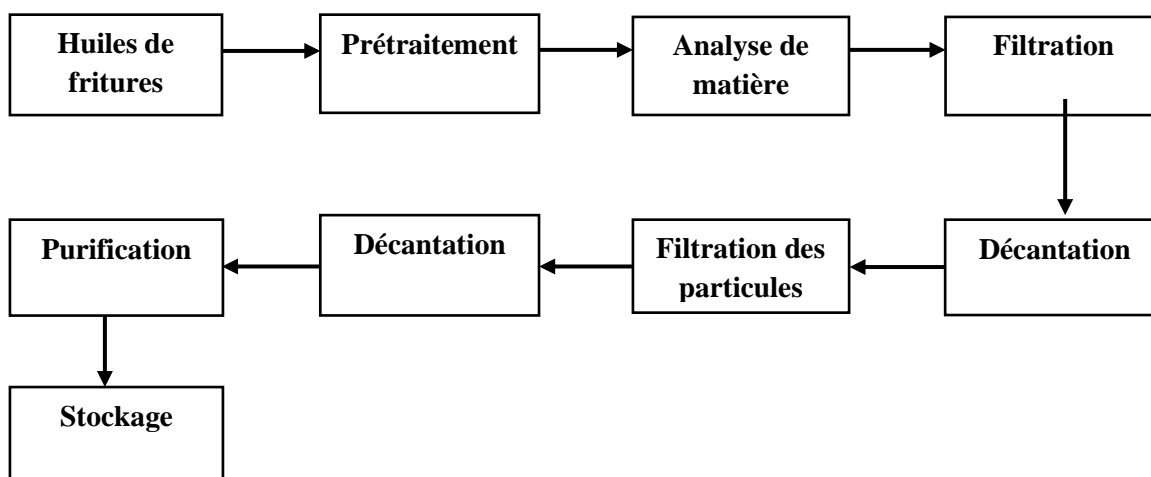 Huiles de
fritures
Prétraitement
Analyse de
matière
Filtration
Décantation
Filtration des
particules
Décantation
Purification
Stockage